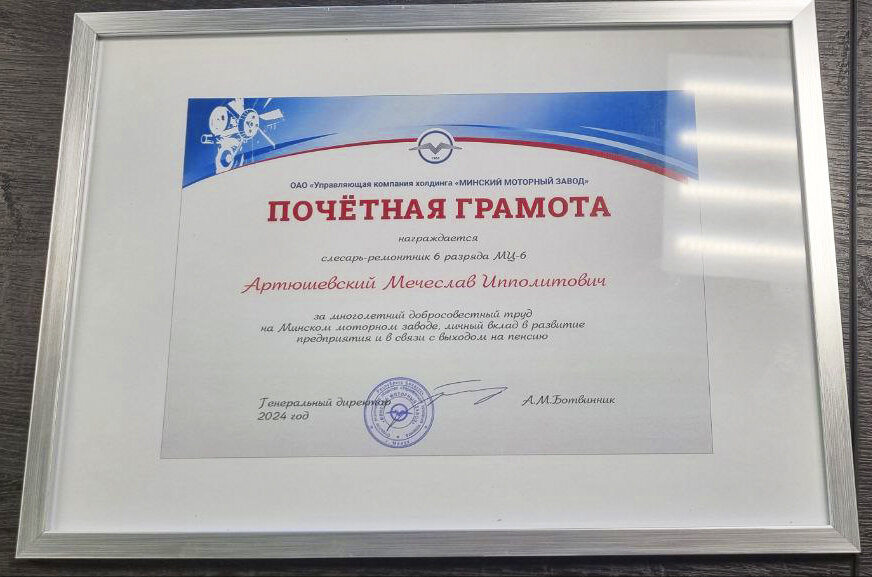 ОАО «Управляющая компания холдинга «МИНСКИЙ МОТОРНЫЙ ЗАВОД»
ПОЧЁТНАЯ ГРАМОТА
награждается
слесарь-ремонтник 6 разряда МЦ-6
Артюшевский Мечеслав Ипполитович
за многолетний добросовестный труд
на Минском моторном заводе, личный вклад в развитие
предприятия и в связи с выходом на пенсию
Генеральный директор
А.М.Ботвинник
2024 год